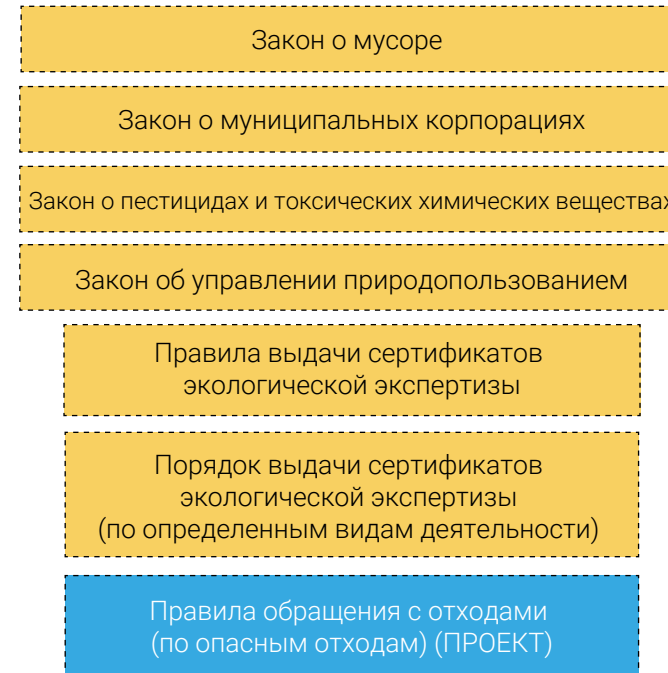 Закон о мусоре
Закон о муниципальных корпорациях
Закон о пестицидах и токсических химических веществах
Закон об управлении природопользованием
Правила выдачи сертификатов
экологической экспертизы
Порядок выдачи сертификатов
экологической экспертизы
(по определенным видам деятельности)
Правила обращения с отходами
(по опасным отходам) (ПРОЕКТ)